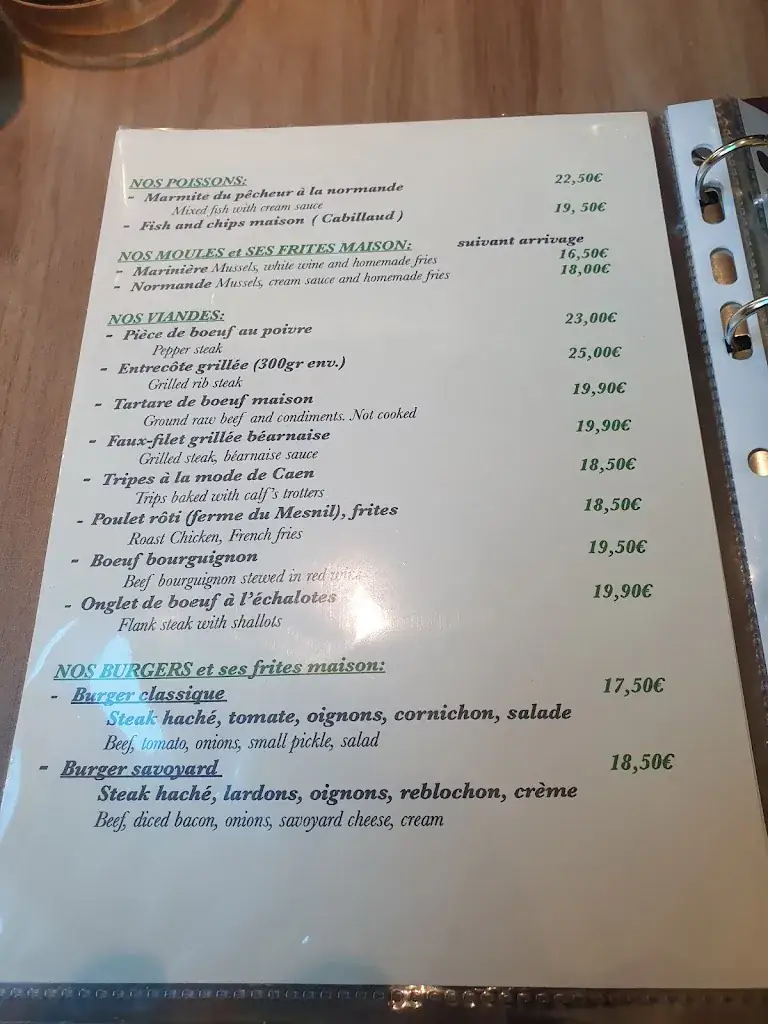 NOS POISSONS:
- Marmite du pêcheur à la normande 22,50€
Mixed fish with cream sauce
- Fish and chips maison ( Cabillaud ) 19, 50€
NOS MOULES et SES FRITES MAISON: suivant arrivage
- Marinière Mussels, white wine and homemade fries 16,50€
- Normande Mussels, cream sauce and homemade fries 18,00€
NOS VIANDES:
- Pièce de boeuf au poivre 23,00€
Pepper steak
- Entrecôte grillée (300gr env.) 25,00€
Grilled rib steak
- Tartare de boeuf maison 19,90€
Ground raw beef and condiments. Not cooked
- Faux-filet grillée béarnaise 19,90€
Grilled steak, béarnaise sauce
- Tripes à la mode de Caen 18,50€
Trips baked with calf's trotters
- Poulet rôti (ferme du Mesnil), frites 18,50€
Roast Chicken, French fries
- Boeuf bourguignon 19,50€
Beef bourguignon stewed in red wine
- Onglet de boeuf à l'échalotes 19,90€
Flank steak with shallots
NOS BURGERS et ses frites maison:
- Burger classique 17,50€
Steak haché, tomate, oignons, cornichon, salade
Beef, tomato, onions, small pickle, salad
- Burger savoyard 18,50€
Steak haché, lardons, oignons, reblochon, crème
Beef, diced bacon, onions, savoyard cheese, cream